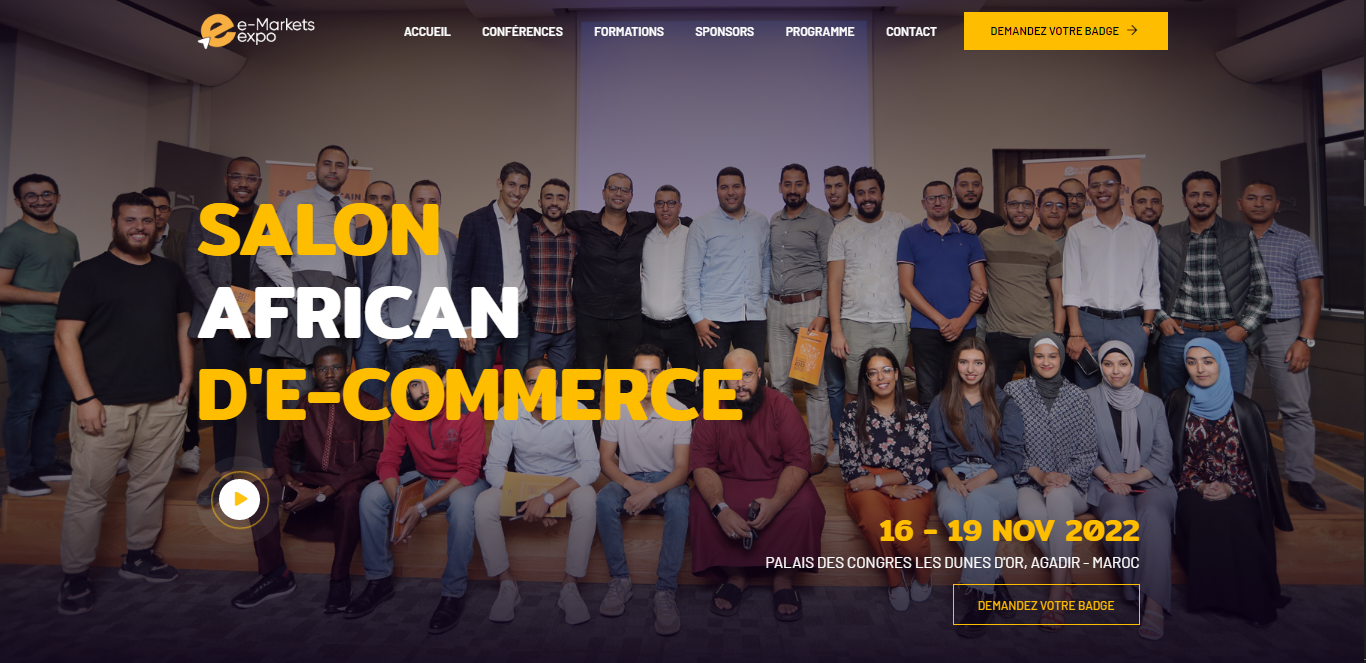 e-Markets
expo
ACCUEIL CONFÉRENCES FORMATIONS SPONSORS PROGRAMME CONTACT DEMANDEZ VOTRE BADGE
SALON
AFRICAN
D'E-COMMERCE
16 - 19 NOV 2022
PALAIS DES CONGRES LES DUNES D'OR, AGADIR - MAROC
DEMANDEZ VOTRE BADGE